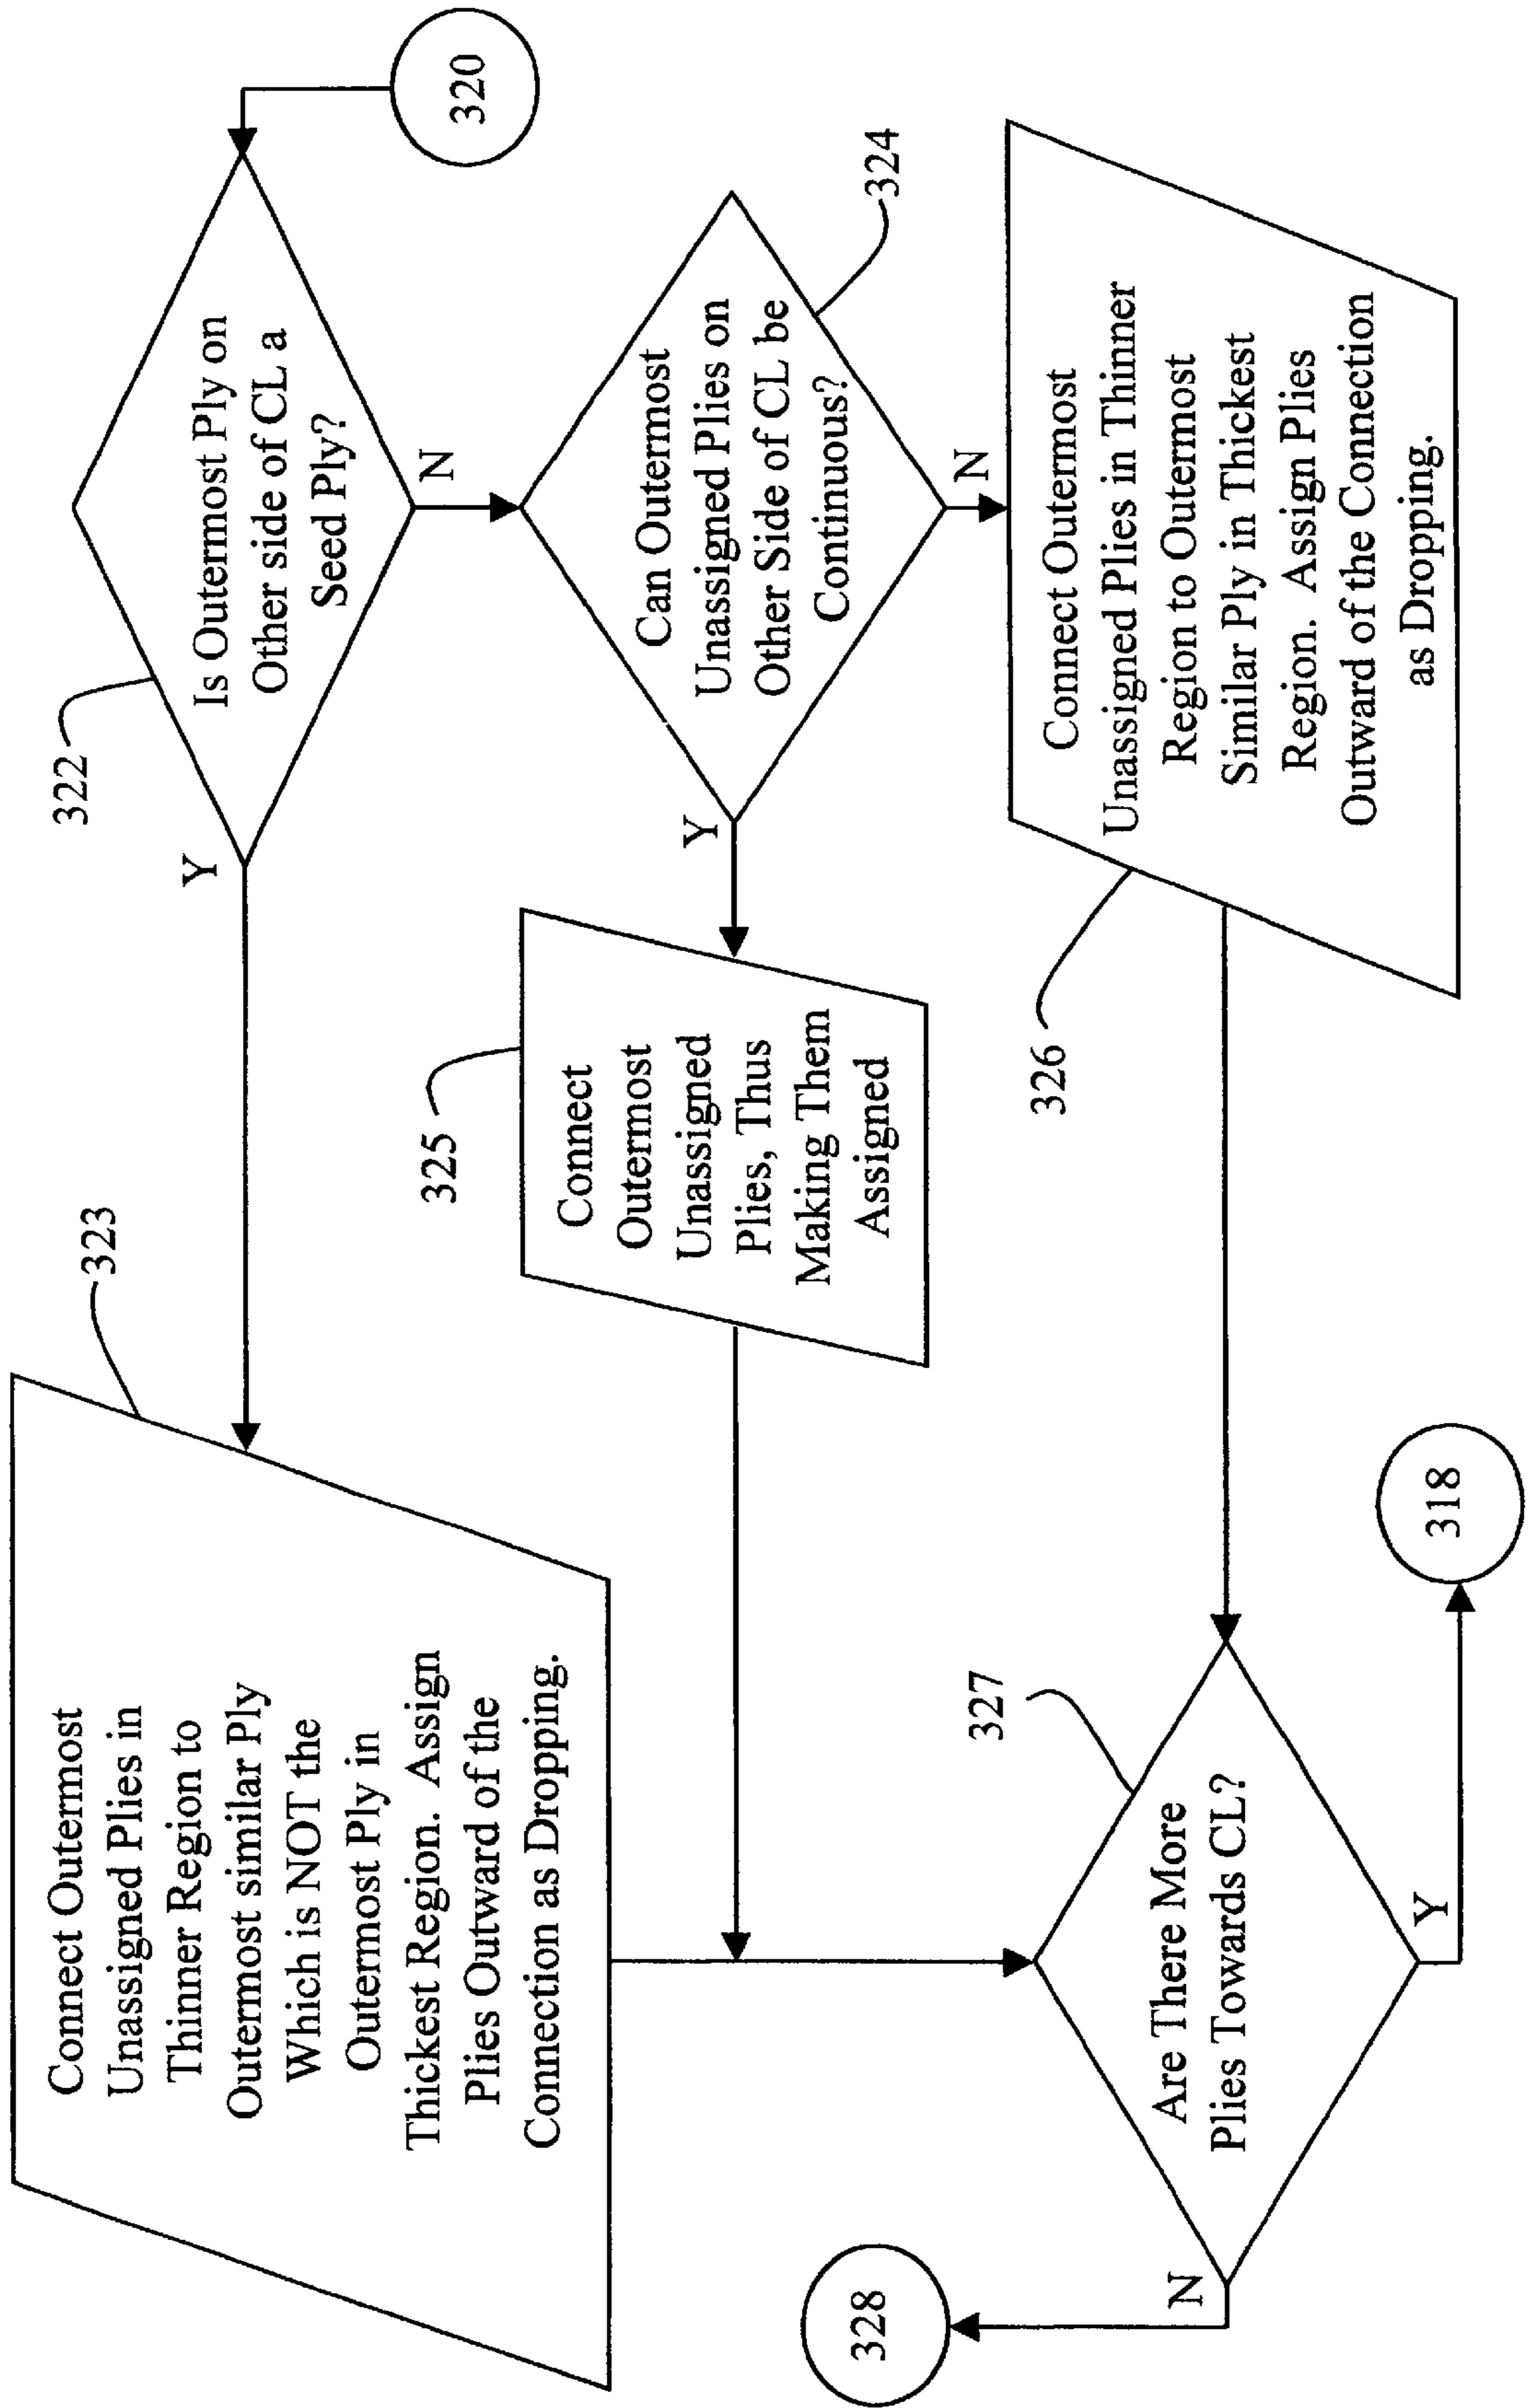 320
322
Is Outermost Ply on
Other side of CL a
Seed Ply?
Y
N
323
Connect Outermost
Unassigned Plies in
Thinner Region to
Outermost similar Ply
Which is NOT the
Outermost Ply in
Thickest Region. Assign
Plies Outward of the
Connection as Dropping.
324
Can Outermost
Unassigned Plies on
Other Side of CL be
Continuous?
Y
N
325
Connect
Outermost
Unassigned
Plies, Thus
Making Them
Assigned
326
Connect Outermost
Unassigned Plies in Thinner
Region to Outermost
Similar Ply in Thickest
Region. Assign Plies
Outward of the Connection
as Dropping.
327
Are There More
Plies Towards CL?
N
Y
328
318